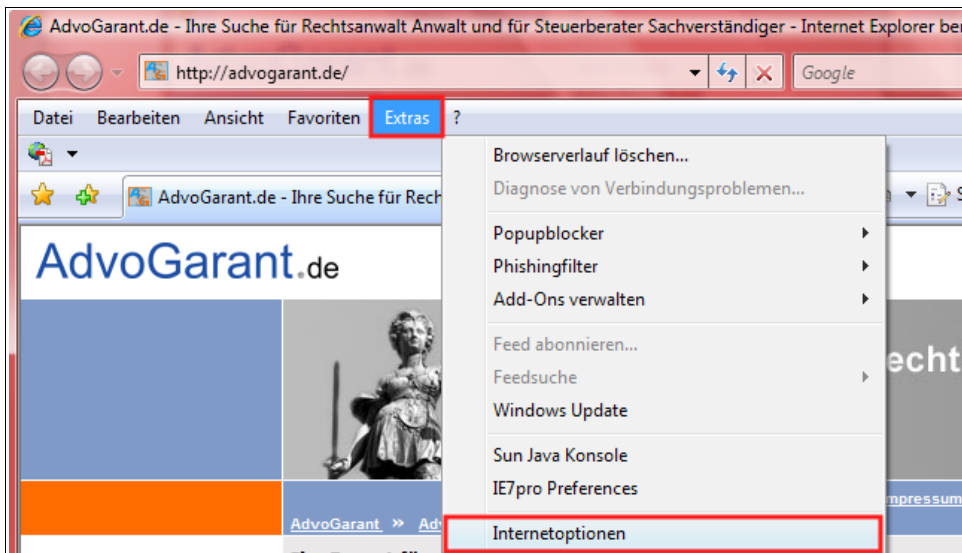 AdvoGarant.de - Ihre Suche für Rechtsanwalt Anwalt und für Steuerberater Sachverständiger - Internet Explorer ber
http://advogarant.de/
Google
Datei Bearbeiten Ansicht Favoriten Extras ?
AdvoGarant.de - Ihre Suche für Rech
Browserverlauf löschen...
Diagnose von Verbindungsproblemen...
Popupblocker
Phishingfilter
Add-Ons verwalten
Feed abonnieren...
Feedsuche
Windows Update
Sun Java Konsole
IE7pro Preferences
Internetoptionen
AdvoGarant.de
echt
mpressum
AdvoGarant » Ad